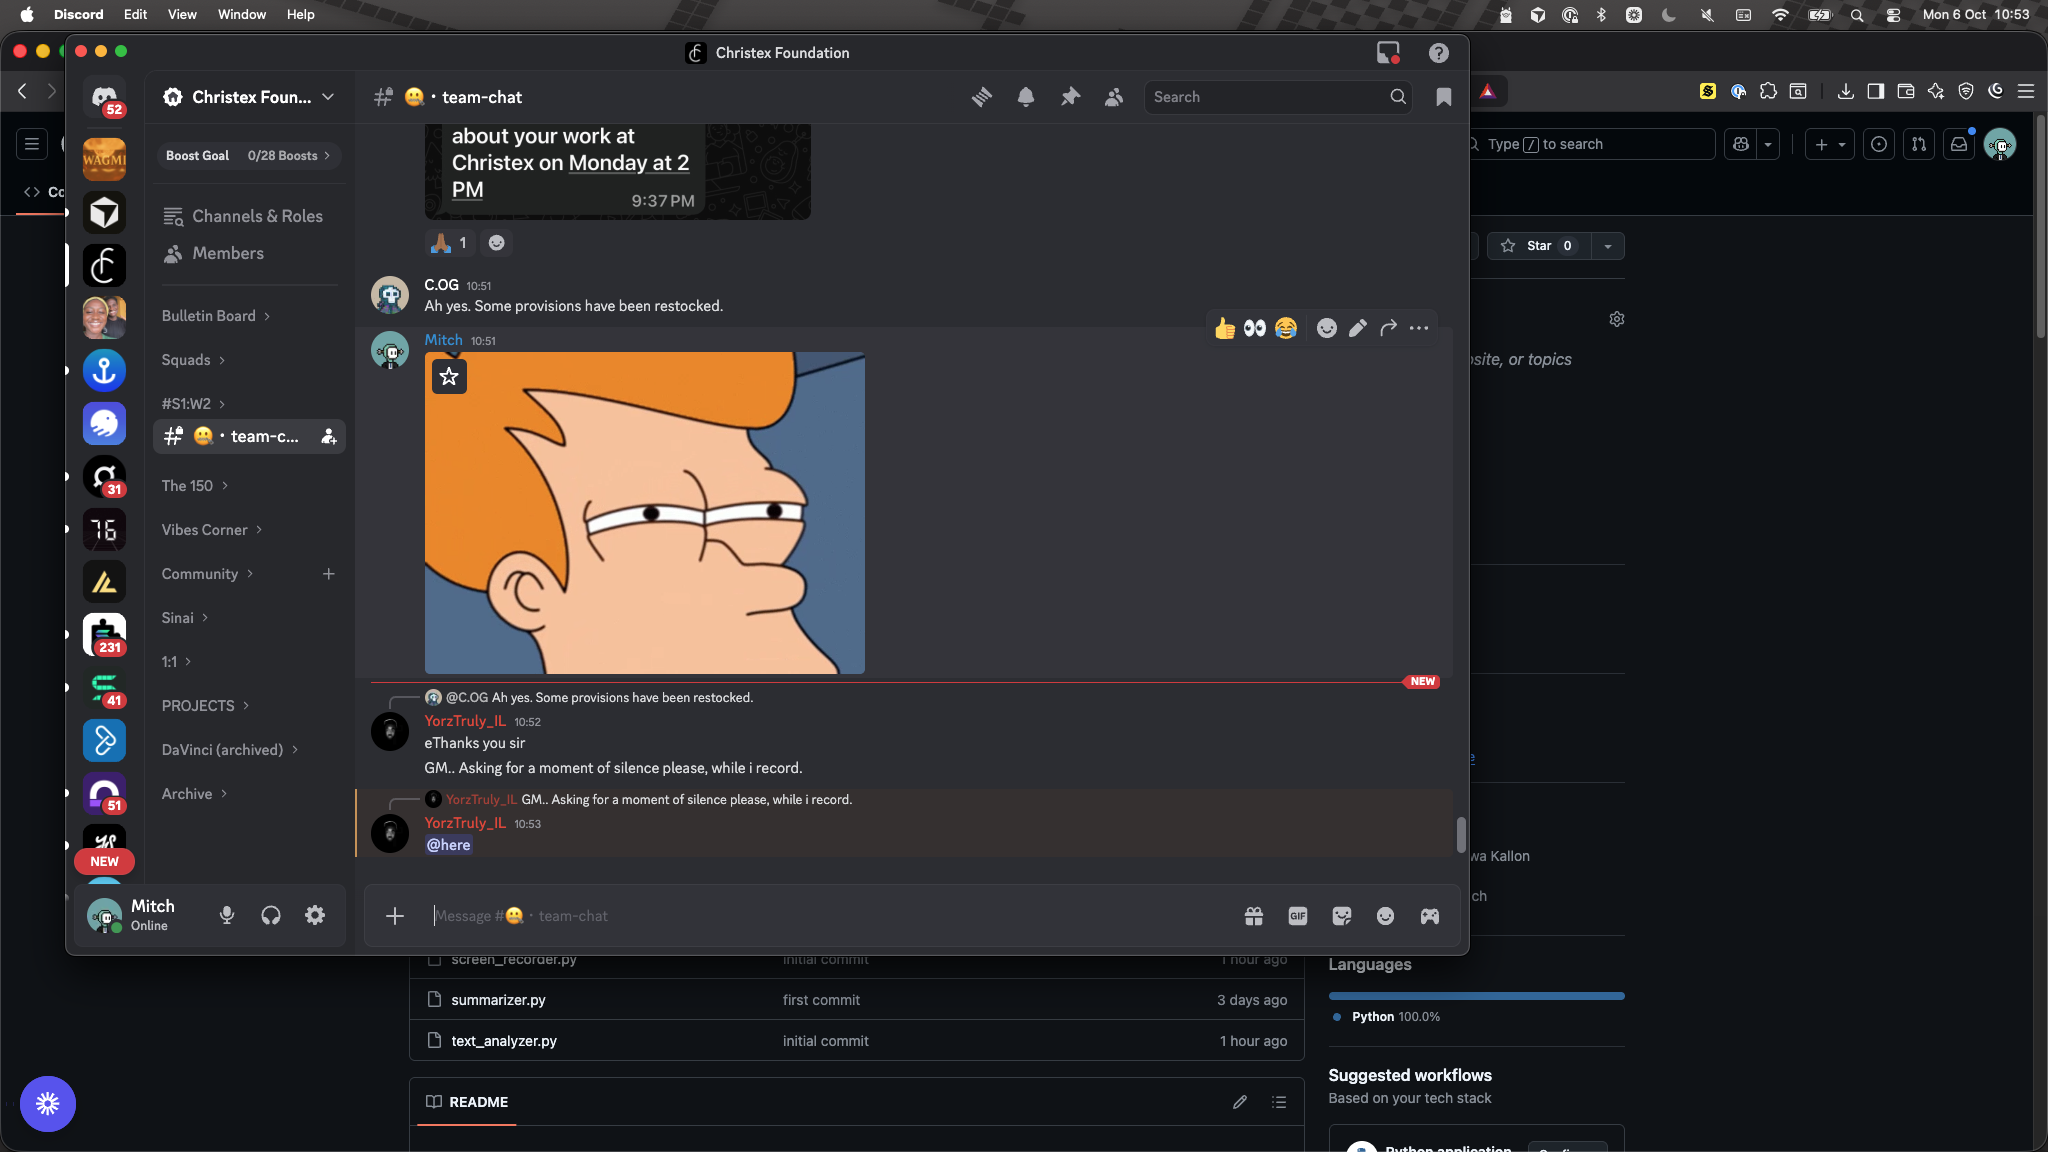 Discord Edit View Window Help
Mon 6 Oct 10:53
Christex Foundation
52
Christex Foun...
team-chat
Search
Boost Goal 0/28 Boosts
Channels & Roles
Members
Bulletin Board
Squads
#S1:W2
team-c...
The 150
Vibes Corner
Community
Sinai
1:1
PROJECTS
DaVinci (archived)
Archive
WAGMI
31
76
231
41
51
NEW
Mitch
Online
about your work at
Christex on Monday at 2
PM
9:37 PM
1
C.OG 10:51
Ah yes. Some provisions have been restocked.
Mitch 10:51
NEW
@C.OG Ah yes. Some provisions have been restocked.
YorzTruly_IL 10:52
eThanks you sir
GM.. Asking for a moment of silence please, while i record.
YorzTruly_IL GM.. Asking for a moment of silence please, while i record.
YorzTruly_IL 10:53
@here
Message # team-chat
GIF
Type / to search
Co
Star 0
site, or topics
wa Kallon
ch
screen_recorder.py initial commit 1 hour ago
summarizer.py first commit 3 days ago
text_analyzer.py initial commit 1 hour ago
README
Languages
Python 100.0%
Suggested workflows
Based on your tech stack
Python application